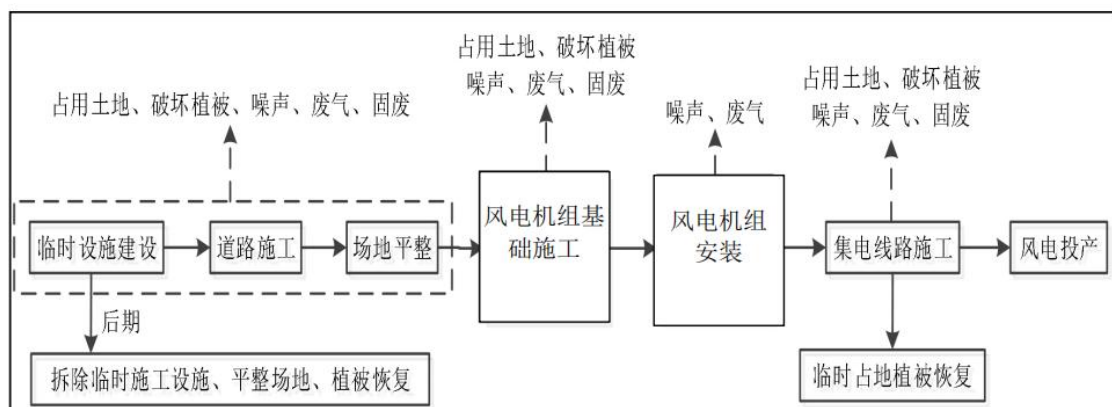 占用土地、破坏植被、噪声、废气、固废
占用土地、破坏植被
噪声、废气、固废
噪声、废气
占用土地、破坏植被
噪声、废气、固废
临时设施建设
道路施工
场地平整
风电机组基
础施工
风电机组
安装
集电线路施工
风电投产
后期
拆除临时施工设施、平整场地、植被恢复
临时占地植被恢复